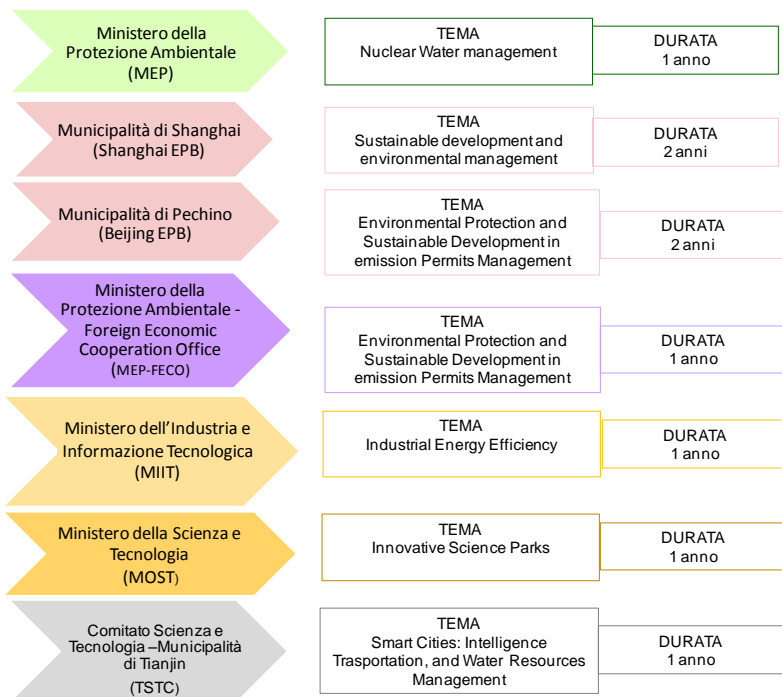 Ministero della
Protezione Ambientale
(MEP)
TEMA
Nuclear Water management
DURATA
1 anno
Municipalità di Shanghai
(Shanghai EPB)
TEMA
Sustainable development and
environmental management
DURATA
2 anni
Municipalità di Pechino
(Beijing EPB)
TEMA
Environmental Protection and
Sustainable Development in
emission Permits Management
DURATA
2 anni
Ministero della
Protezione Ambientale -
Foreign Economic
Cooperation Office
(MEP-FECO)
TEMA
Environmental Protection and
Sustainable Development in
emission Permits Management
DURATA
1 anno
Ministero dell’Industria e
Informazione Tecnologica
(MIIT)
TEMA
Industrial Energy Efficiency
DURATA
1 anno
Ministero della Scienza e
Tecnologia
(MOST)
TEMA
Innovative Science Parks
DURATA
1 anno
Comitato Scienza e
Tecnologia –Municipalità
di Tianjin
(TSTC)
TEMA
Smart Cities: Intelligence
Trasportation, and Water Resources
Management
DURATA
1 anno